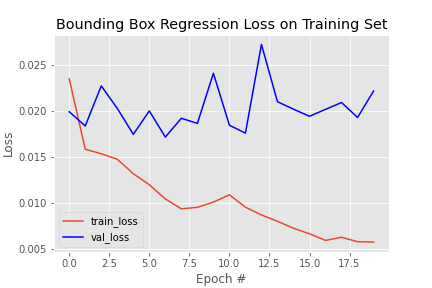 Bounding Box Regression Loss on Training Set
0.025
0.020
0.015
0.010
0.005
Loss
train_loss
val_loss
0.0 2.5 5.0 7.5 10.0 12.5 15.0 17.5
Epoch #